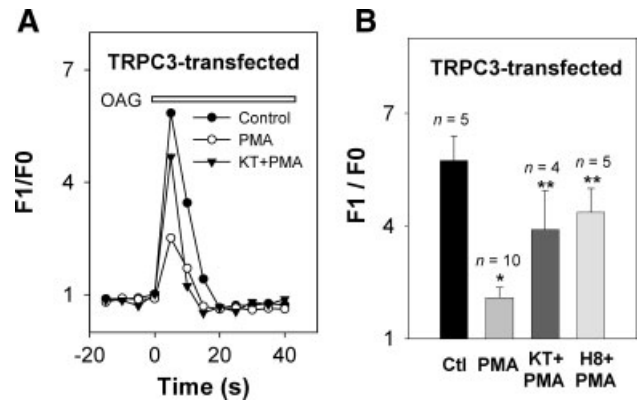 A
TRPC3-transfected
OAG
Control
PMA
KT+PMA
F1/F0
7
4
1
-20 0 20 40
Time (s)
B
TRPC3-transfected
n = 5
n = 10
n = 4
n = 5
*
**
**
F1 / F0
7
4
1
Ctl PMA KT+ H8+
PMA PMA